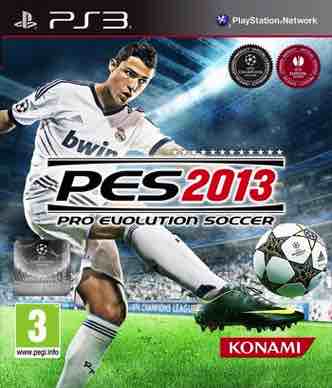 PS3
PlayStation Network
bwin
PES2013
PRO EVOLUTION SOCCER
3
www.pegi.info
KONAMI